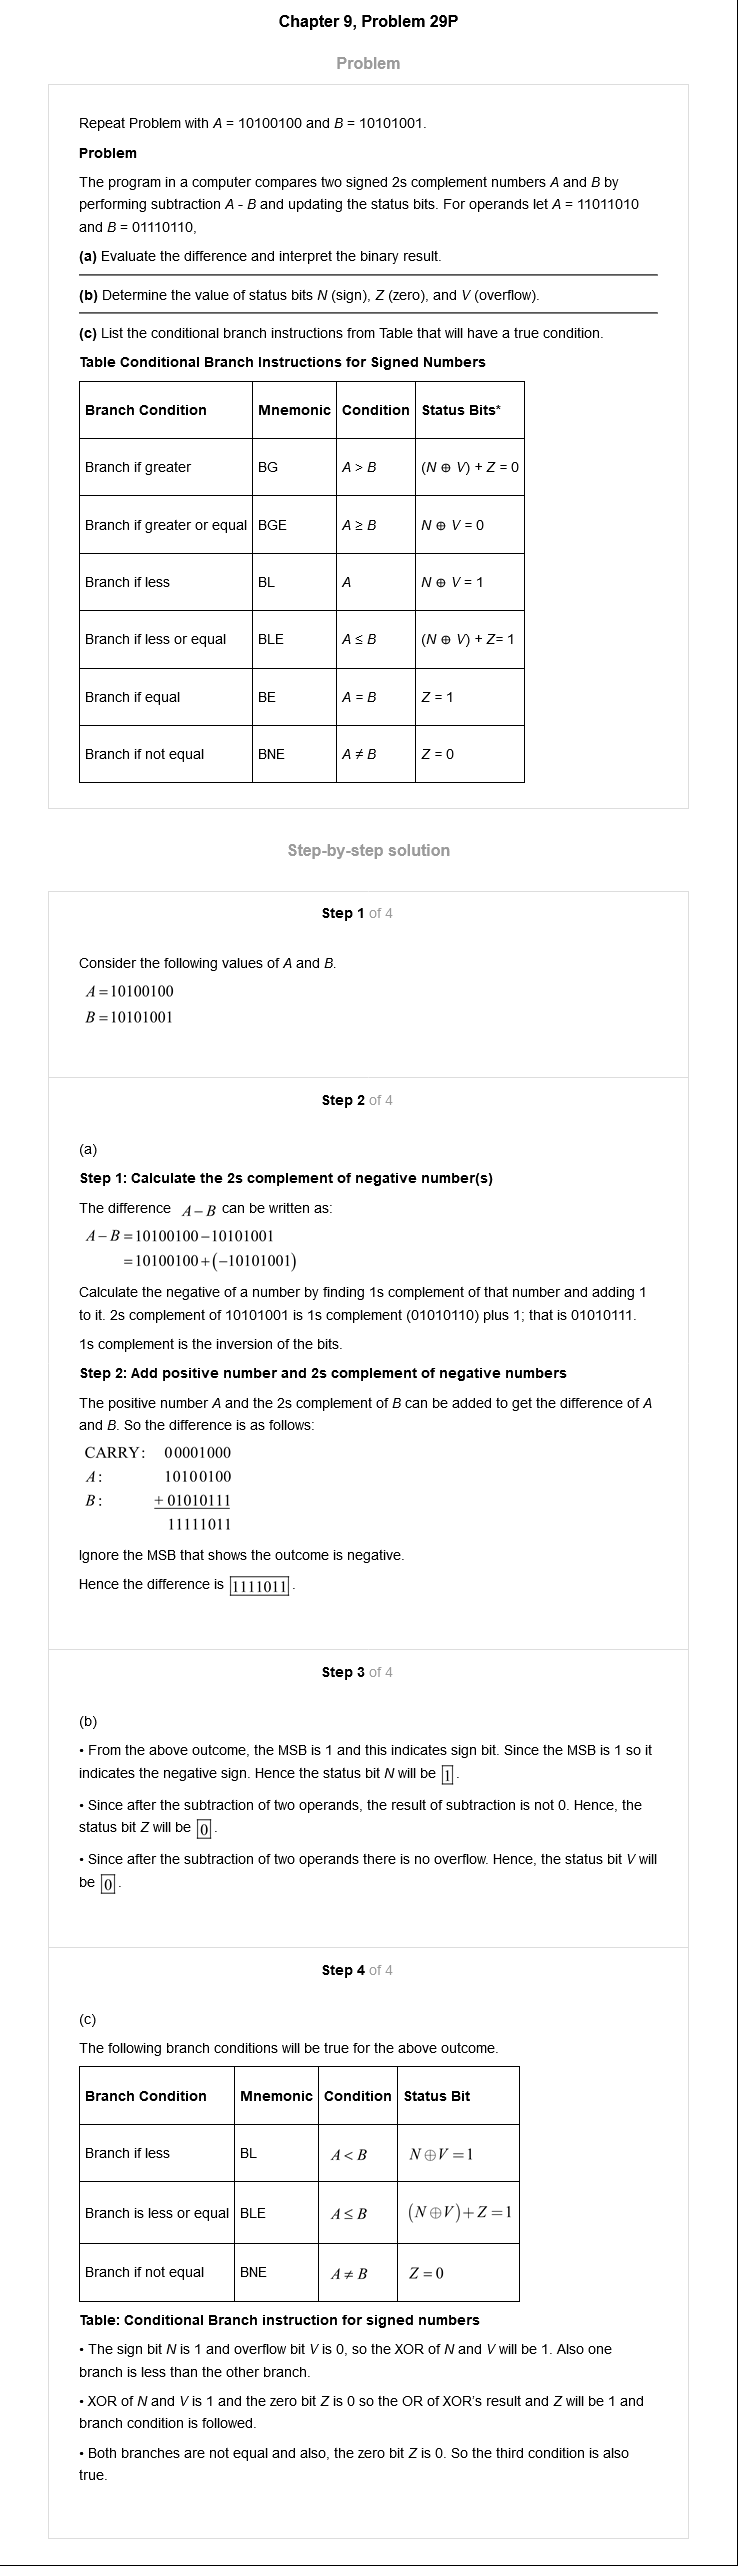 Chapter 9, Problem 29P
Problem
Repeat Problem with A = 10100100 and B = 10101001.
Problem
The program in a computer compares two signed 2s complement numbers A and B by
performing subtraction A - B and updating the status bits. For operands let A = 11011010
and B = 01110110,
(a) Evaluate the difference and interpret the binary result.
(b) Determine the value of status bits N (sign), Z (zero), and V (overflow).
(c) List the conditional branch instructions from Table that will have a true condition.
Table Conditional Branch Instructions for Signed Numbers
Branch Condition Mnemonic Condition Status Bits*
Branch if greater BG A > B (N ⊕ V) + Z = 0
Branch if greater or equal BGE A ≥ B N ⊕ V = 0
Branch if less BL A N ⊕ V = 1
Branch if less or equal BLE A ≤ B (N ⊕ V) + Z= 1
Branch if equal BE A = B Z = 1
Branch if not equal BNE A ≠ B Z = 0
Step-by-step solution
Step 1 of 4
Consider the following values of A and B.
A=10100100
B=10101001
Step 2 of 4
(a)
Step 1: Calculate the 2s complement of negative number(s)
The difference A−B can be written as:
A−B=10100100−10101001
=10100100+(−10101001)
Calculate the negative of a number by finding 1s complement of that number and adding 1
to it. 2s complement of 10101001 is 1s complement (01010110) plus 1; that is 01010111.
1s complement is the inversion of the bits.
Step 2: Add positive number and 2s complement of negative numbers
The positive number A and the 2s complement of B can be added to get the difference of A
and B. So the difference is as follows:
CARRY: 00001000
A: 10100100
B: +01010111
11111011
Ignore the MSB that shows the outcome is negative.
Hence the difference is 1111011.
Step 3 of 4
(b)
• From the above outcome, the MSB is 1 and this indicates sign bit. Since the MSB is 1 so it
indicates the negative sign. Hence the status bit N will be 1.
• Since after the subtraction of two operands, the result of subtraction is not 0. Hence, the
status bit Z will be 0.
• Since after the subtraction of two operands there is no overflow. Hence, the status bit V will
be 0.
Step 4 of 4
(c)
The following branch conditions will be true for the above outcome.
Branch Condition Mnemonic Condition Status Bit
Branch if less BL A<B N⊕V=1
Branch is less or equal BLE A≤B (N⊕V)+Z=1
Branch if not equal BNE A≠B Z=0
Table: Conditional Branch instruction for signed numbers
• The sign bit N is 1 and overflow bit V is 0, so the XOR of N and V will be 1. Also one
branch is less than the other branch.
• XOR of N and V is 1 and the zero bit Z is 0 so the OR of XOR's result and Z will be 1 and
branch condition is followed.
• Both branches are not equal and also, the zero bit Z is 0. So the third condition is also
true.